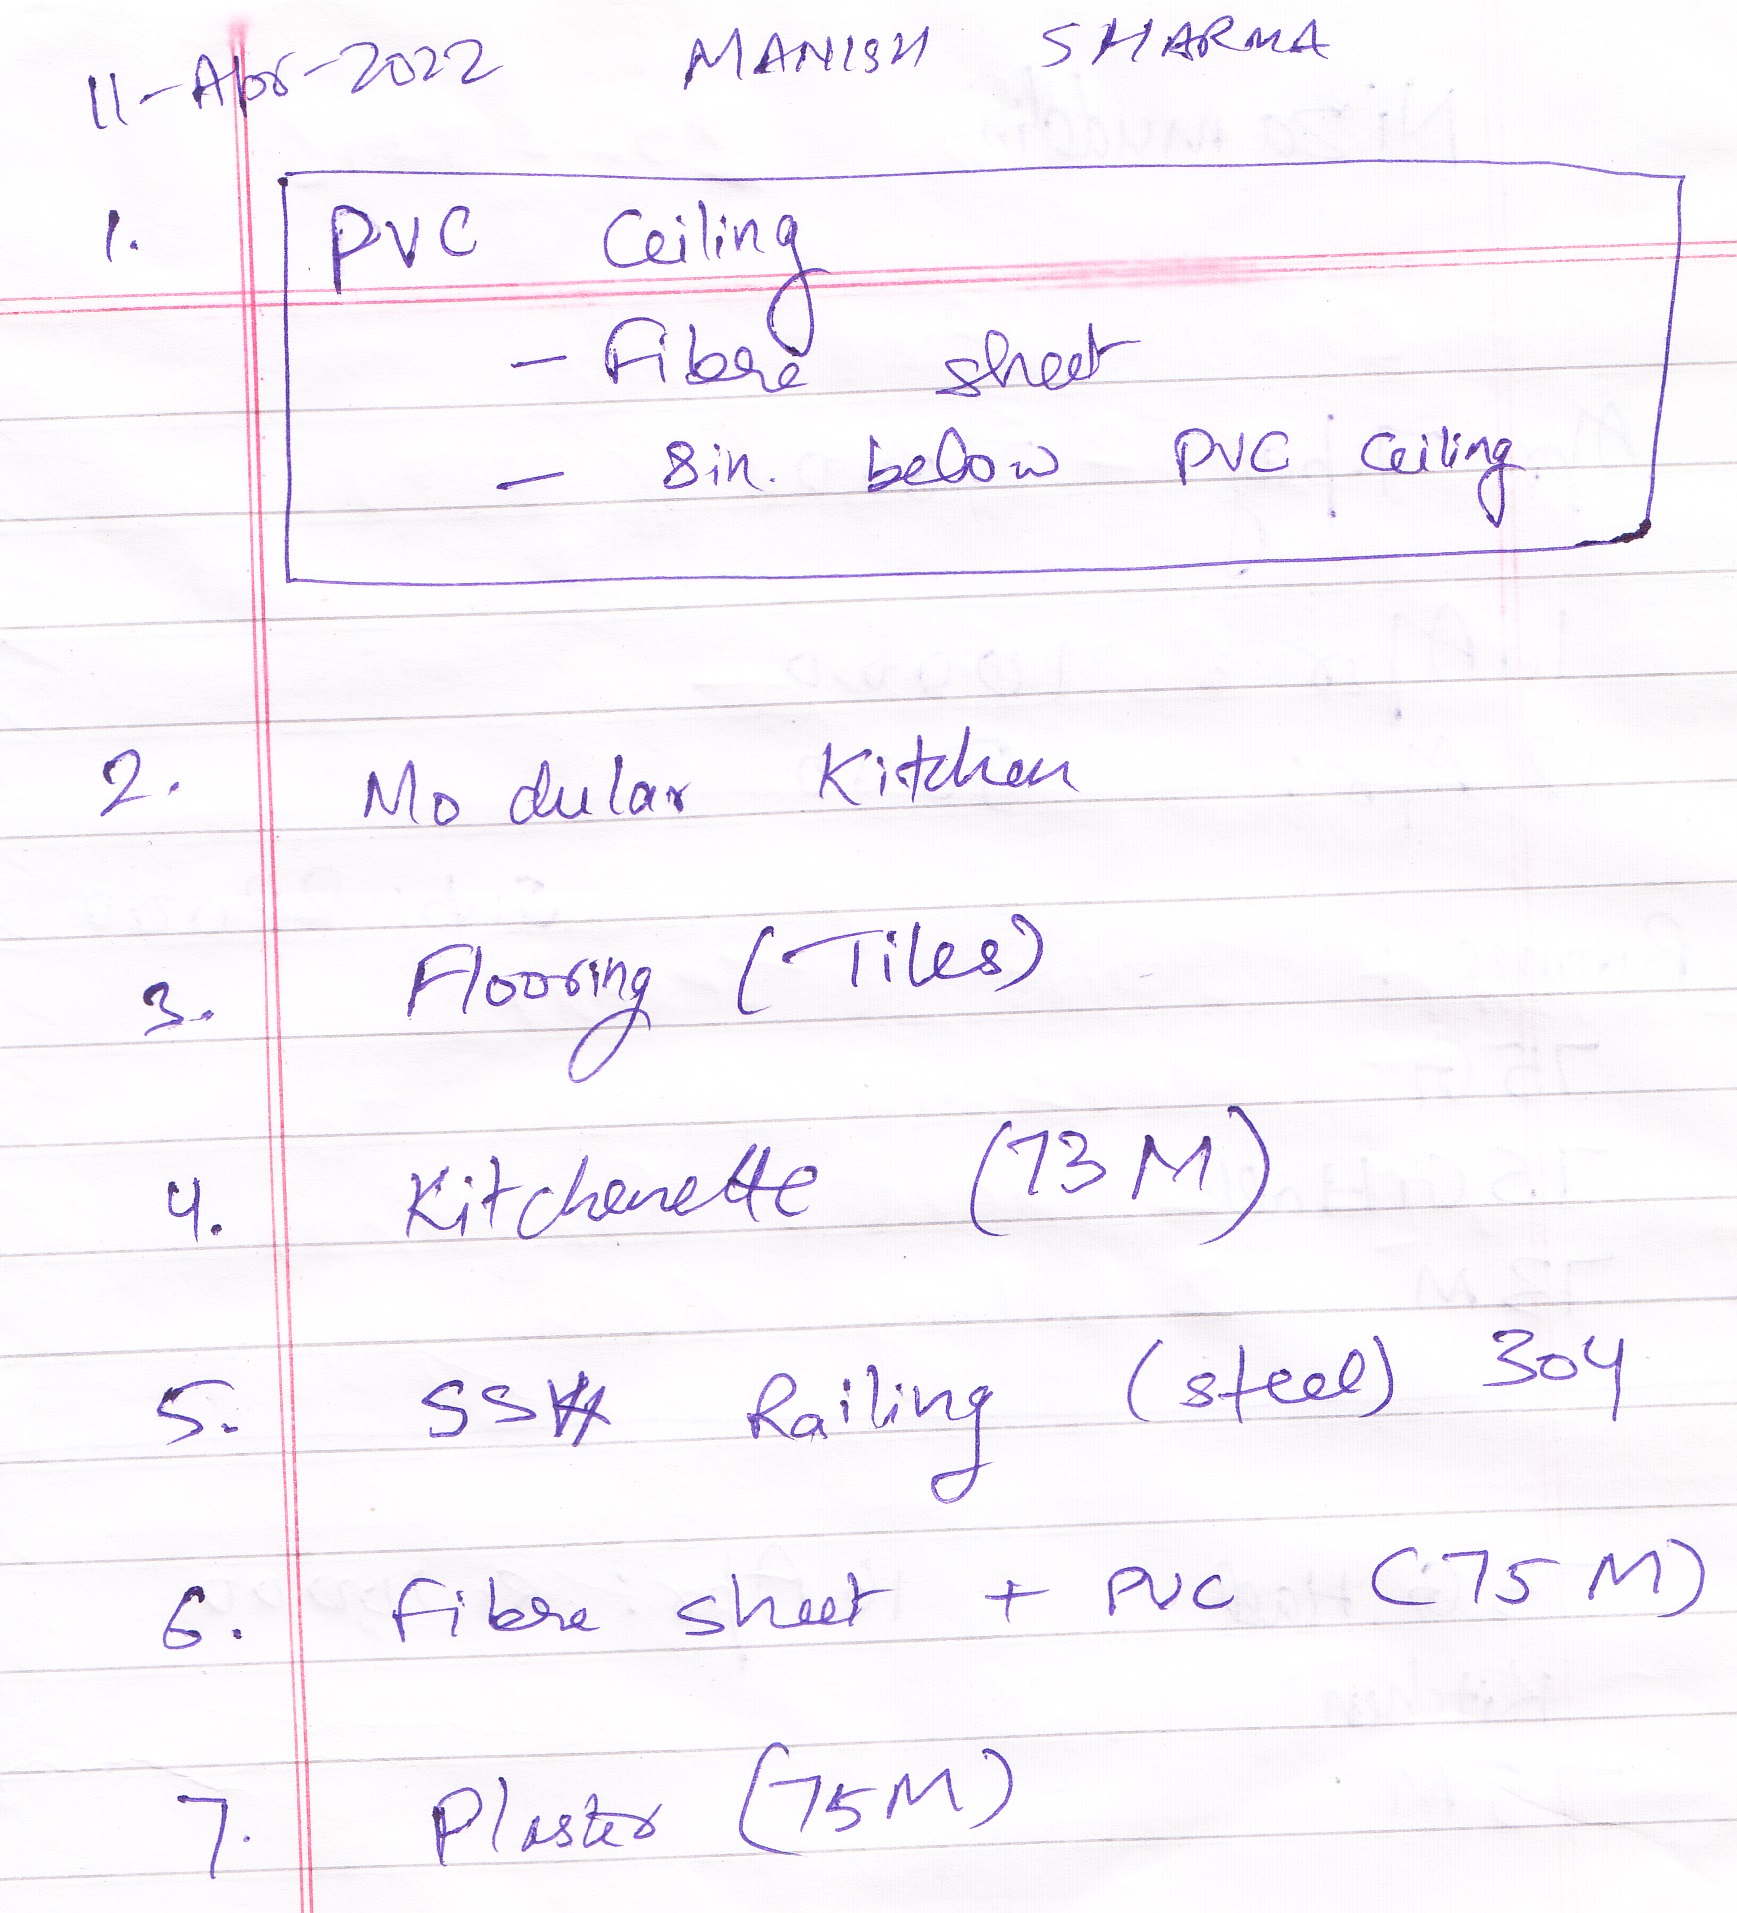 11-Apr-2022 MANISH SHARMA
1. PVC Ceiling
- Fibre sheet
- 8in. below PVC Ceiling
2. Modular Kitchen
3. Flooring (Tiles)
4. Kitchenette (73 M)
5. SS Railing (steel) 304
6. Fibre sheet + PVC (75 M)
7. Plaster (75M)